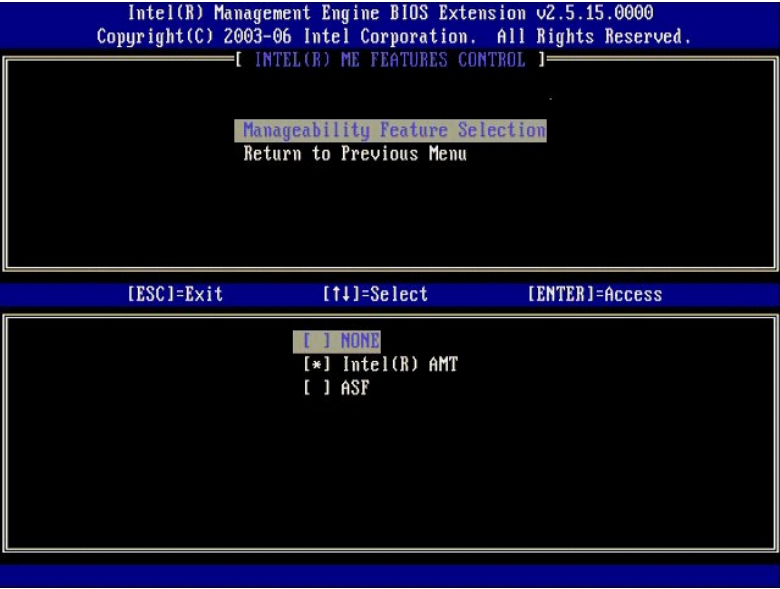 Intel(R) Management Engine BIOS Extension v2.5.15.0000
Copyright(C) 2003-06 Intel Corporation. All Rights Reserved.
[ INTEL(R) ME FEATURES CONTROL ]
Manageability Feature Selection
Return to Previous Menu
[ESC]=Exit [↑↓]=Select [ENTER]=Access
[ ] NONE
[*] Intel(R) AMT
[ ] ASF